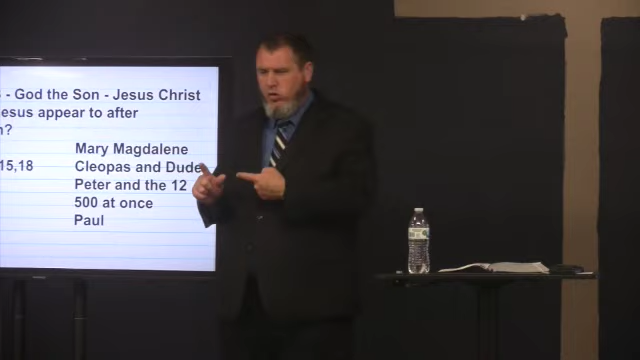 - God the Son - Jesus Christ
esus appear to after
n?
Mary Magdalene
15,18 Cleopas and Dude
Peter and the 12
500 at once
Paul